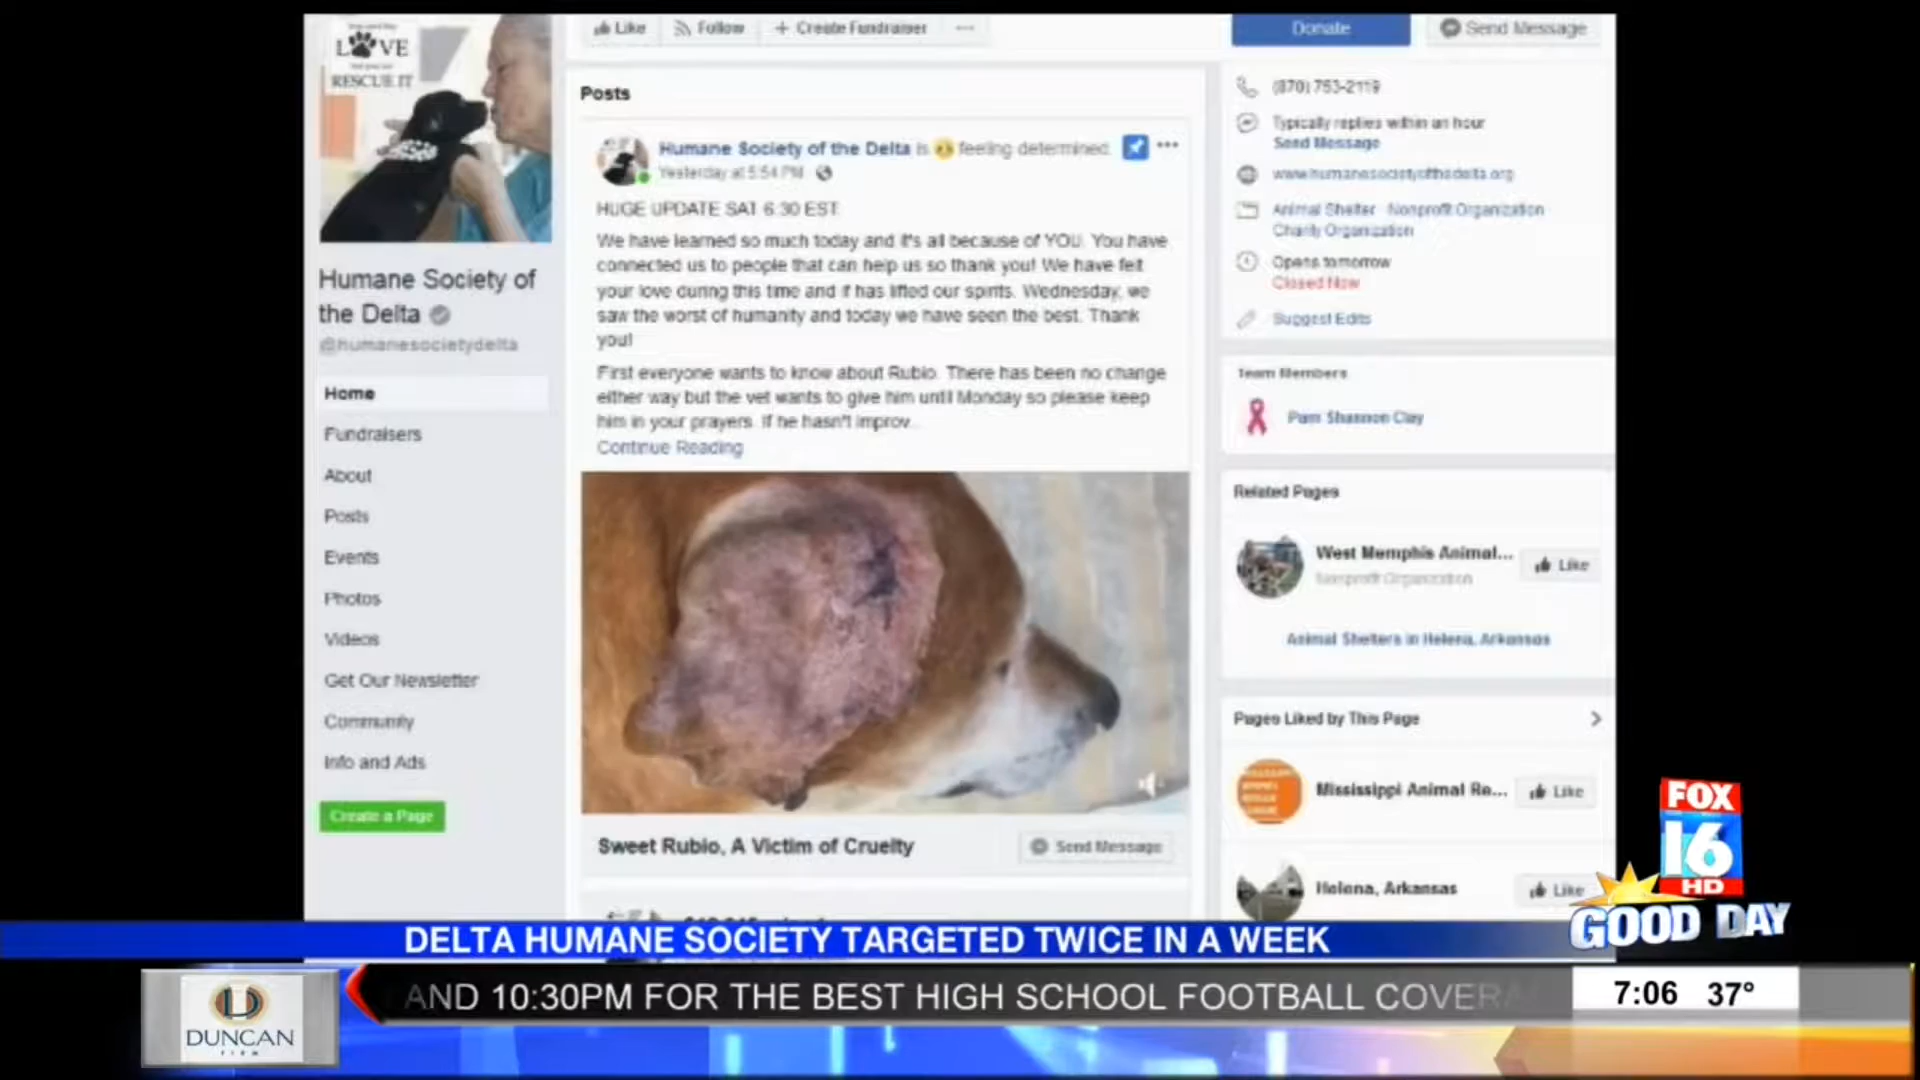 LOVE
RESCUE IT
Humane Society of
the Delta
@humanesocietydelta
Home
Fundraisers
About
Posts
Events
Photos
Videos
Get Our Newsletter
Community
Info and Ads
Create a Page
Like
Follow
+ Create Fundraiser
...
Donate
Send Message
Posts
Humane Society of the Delta is feeling determined.
Yesterday at 5:54 PM
HUGE UPDATE SAT 6:30 EST
We have learned so much today and it's all because of YOU. You have
connected us to people that can help us so thank you! We have felt
your love during this time and if has lifted our spirits. Wednesday, we
saw the worst of humanity and today we have seen the best. Thank
you!
First everyone wants to know about Rubio. There has been no change
either way but the vet wants to give him until Monday so please keep
him in your prayers. If he hasn't improv...
Continue Reading
Sweet Rubio, A Victim of Cruelty
Send Message
(870) 753-2119
Typically replies within an hour
Send Message
www.humanesocietyofthedelta.org
Animal Shelter · Nonprofit Organization ·
Charity Organization
Opens tomorrow
Closed Now
Suggest Edits
Team Members
Pam Shannon Clay
Related Pages
West Memphis Animal...
Nonprofit Organization
Like
Animal Shelters in Helena, Arkansas
Pages Liked by This Page
Mississippi Animal Re...
Like
Helena, Arkansas
Like
FOX
16
HD
GOOD DAY
DELTA HUMANE SOCIETY TARGETED TWICE IN A WEEK
DUNCAN
FIRM
AND 10:30PM FOR THE BEST HIGH SCHOOL FOOTBALL COVERA
7:06 37°